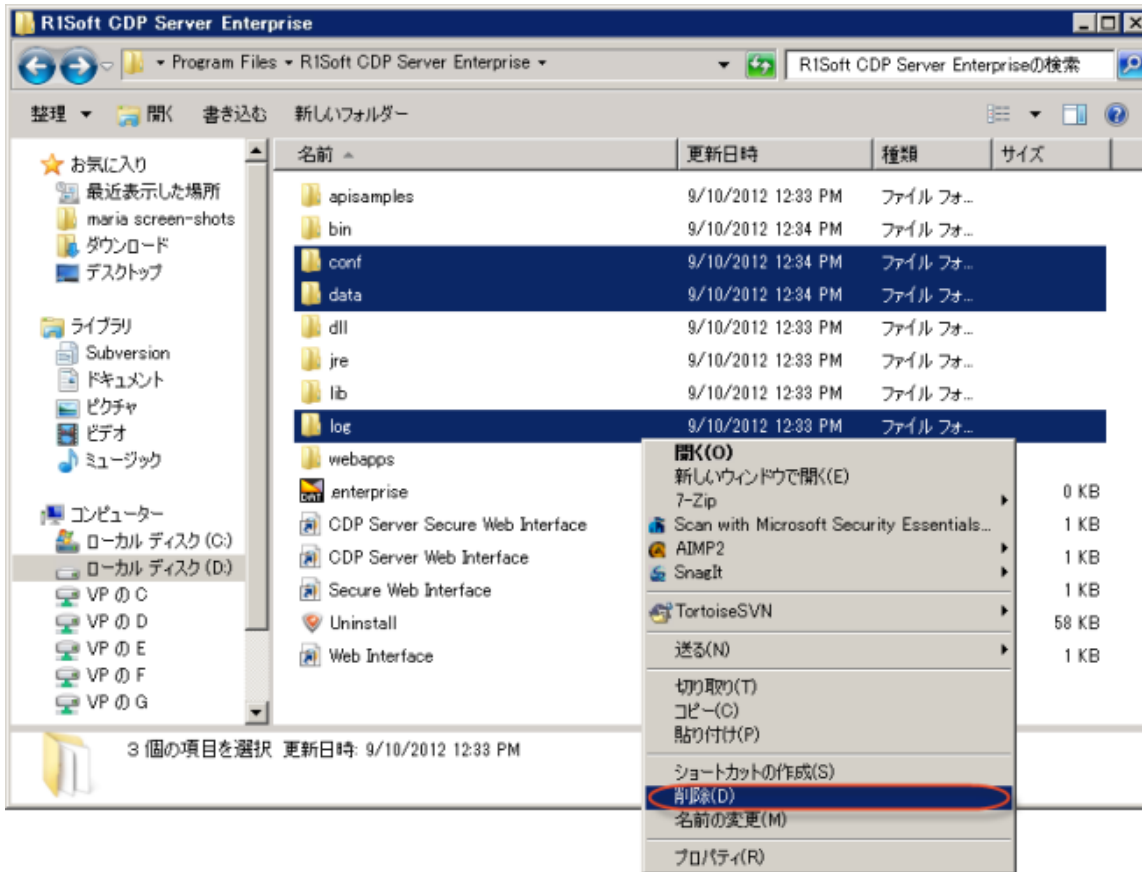 R1Soft CDP Server Enterprise
Program Files R1Soft CDP Server Enterprise
R1Soft CDP Server Enterpriseの検索
整理 開く 書き込む 新しいフォルダー
お気に入り
最近表示した場所
maria screen-shots
ダウンロード
デスクトップ
ライブラリ
Subversion
ドキュメント
ピクチャ
ビデオ
ミュージック
コンピューター
ローカル ディスク (C:)
ローカル ディスク (D:)
VP の C
VP の D
VP の E
VP の F
VP の G
名前 更新日時 種類 サイズ
apisamples 9/10/2012 12:33 PM ファイル フォ...
bin 9/10/2012 12:34 PM ファイル フォ...
conf 9/10/2012 12:34 PM ファイル フォ...
data 9/10/2012 12:34 PM ファイル フォ...
dll 9/10/2012 12:33 PM ファイル フォ...
jre 9/10/2012 12:33 PM ファイル フォ...
lib 9/10/2012 12:33 PM ファイル フォ...
log 9/10/2012 12:33 PM ファイル フォ...
webapps
.enterprise 0 KB
CDP Server Secure Web Interface 1 KB
CDP Server Web Interface 1 KB
Secure Web Interface 1 KB
Uninstall 58 KB
Web Interface 1 KB
開く(O)
新しいウィンドウで開く(E)
7-Zip
Scan with Microsoft Security Essentials...
AIMP2
SnagIt
TortoiseSVN
送る(N)
切り取り(T)
コピー(C)
貼り付け(P)
ショートカットの作成(S)
削除(D)
名前の変更(M)
プロパティ(R)
3 個の項目を選択 更新日時: 9/10/2012 12:33 PM